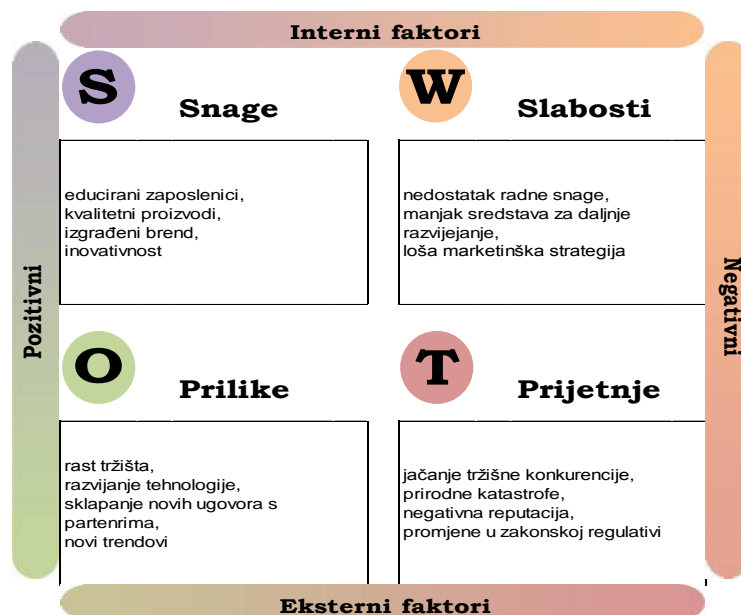 Interni faktori
S
Snage
educirani zaposlenici,
kvalitetni proizvodi,
izgrađeni brend,
inovativnost
W
Slabosti
nedostatak radne snage,
manjak sredstava za daljnje
razvijejanje,
loša marketinška strategija
Pozitivni
Negativni
O
Prilike
rast tržišta,
razvijanje tehnologije,
sklapanje novih ugovora s
partenrima,
novi trendovi
T
Prijetnje
jačanje tržišne konkurencije,
prirodne katastrofe,
negativna reputacija,
promjene u zakonskoj regulativi
Eksterni faktori